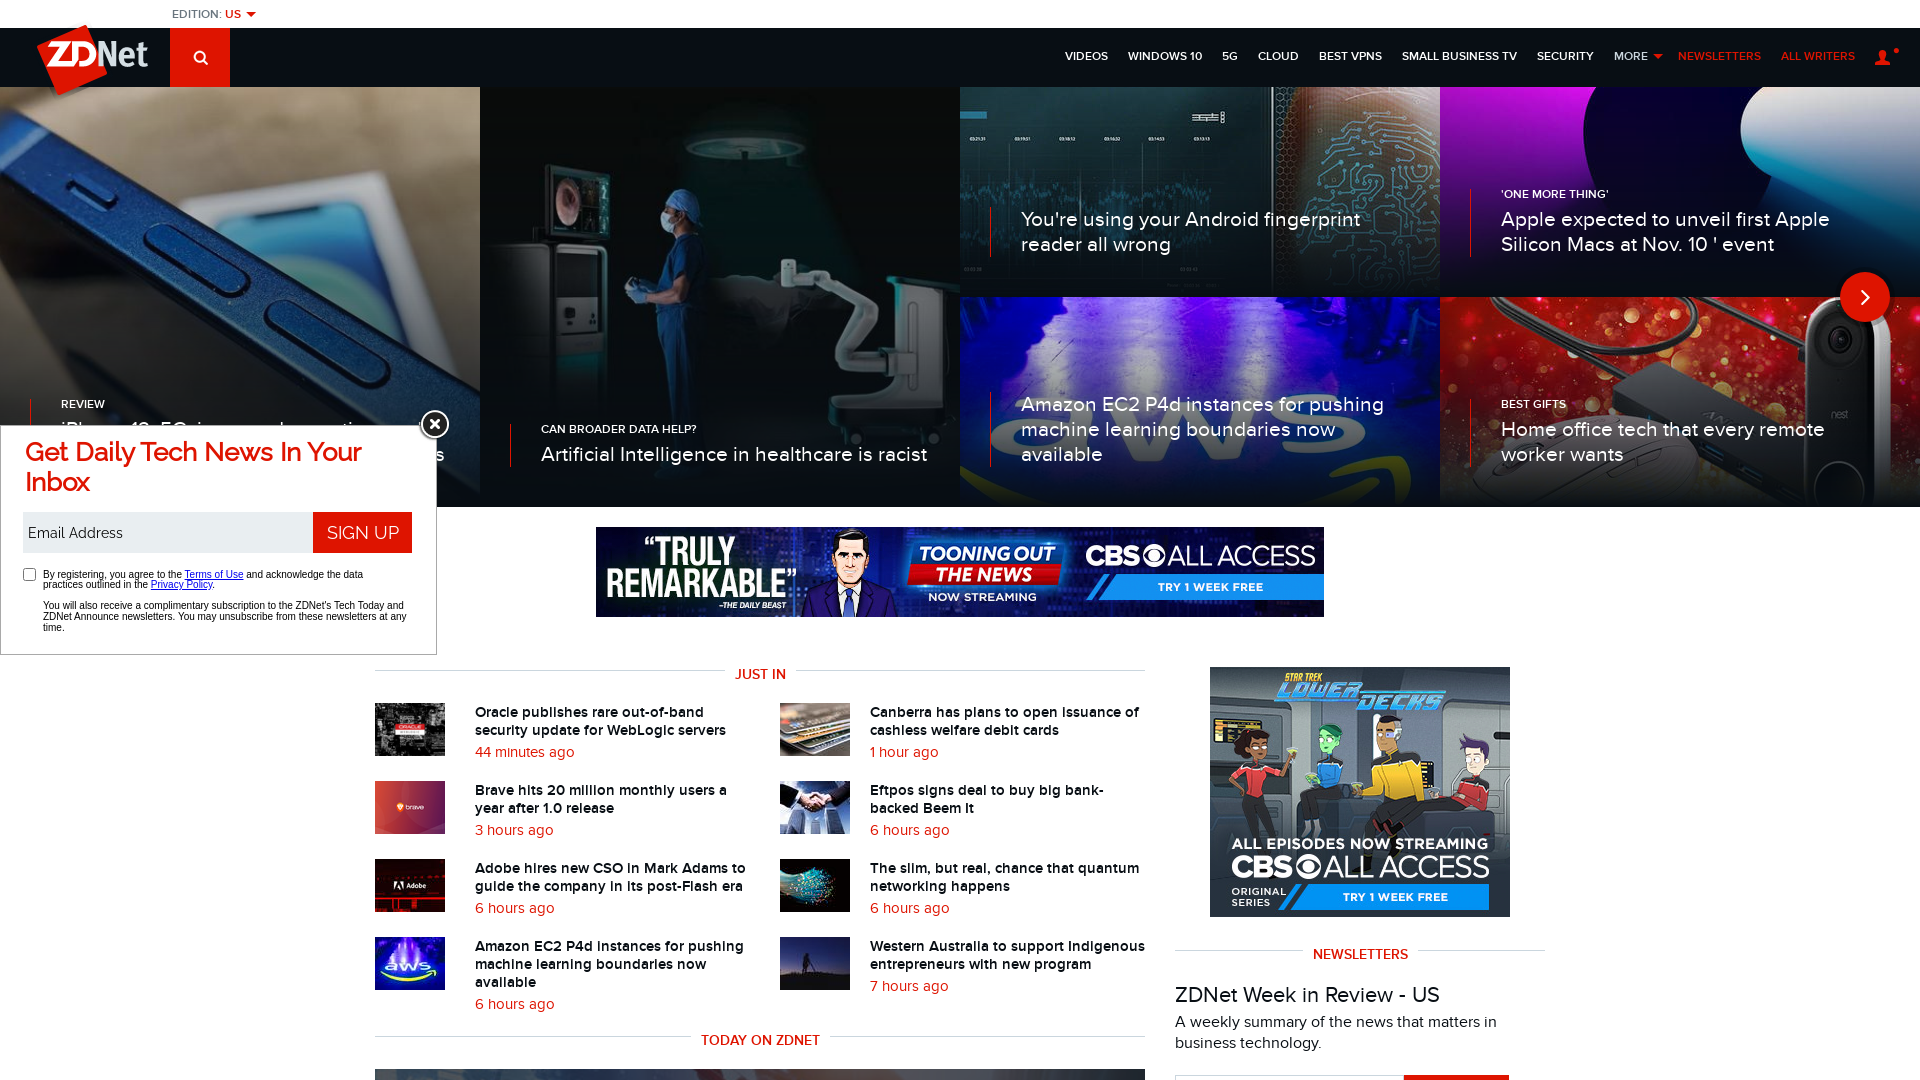 EDITION: US
ZDNet
VIDEOS WINDOWS 10 5G CLOUD BEST VPNS SMALL BUSINESS TV SECURITY MORE NEWSLETTERS ALL WRITERS
REVIEW
s
CAN BROADER DATA HELP?
Artificial Intelligence in healthcare is racist
You're using your Android fingerprint
reader all wrong
'ONE MORE THING'
Apple expected to unveil first Apple
Silicon Macs at Nov. 10 ' event
Amazon EC2 P4d instances for pushing
machine learning boundaries now
available
aws
BEST GIFTS
Home office tech that every remote
worker wants
nest
Get Daily Tech News In Your
Inbox
Email Address
SIGN UP
By registering, you agree to the Terms of Use and acknowledge the data
practices outlined in the Privacy Policy.
You will also receive a complimentary subscription to the ZDNet's Tech Today and
ZDNet Announce newsletters. You may unsubscribe from these newsletters at any
time.
“TRULY
REMARKABLE”
–THE DAILY BEAST
TOONING OUT
THE NEWS
NOW STREAMING
CBS ALL ACCESS
TRY 1 WEEK FREE
JUST IN
Oracle publishes rare out-of-band
security update for WebLogic servers
44 minutes ago
Canberra has plans to open issuance of
cashless welfare debit cards
1 hour ago
brave
Brave hits 20 million monthly users a
year after 1.0 release
3 hours ago
Eftpos signs deal to buy big bank-
backed Beem It
6 hours ago
Adobe
Adobe hires new CSO in Mark Adams to
guide the company in its post-Flash era
6 hours ago
The slim, but real, chance that quantum
networking happens
6 hours ago
aws
Amazon EC2 P4d instances for pushing
machine learning boundaries now
available
6 hours ago
Western Australia to support Indigenous
entrepreneurs with new program
7 hours ago
TODAY ON ZDNET
STAR TREK
LOWER DECKS
ALL EPISODES NOW STREAMING
CBS ALL ACCESS
ORIGINAL
SERIES
TRY 1 WEEK FREE
NEWSLETTERS
ZDNet Week in Review - US
A weekly summary of the news that matters in
business technology.